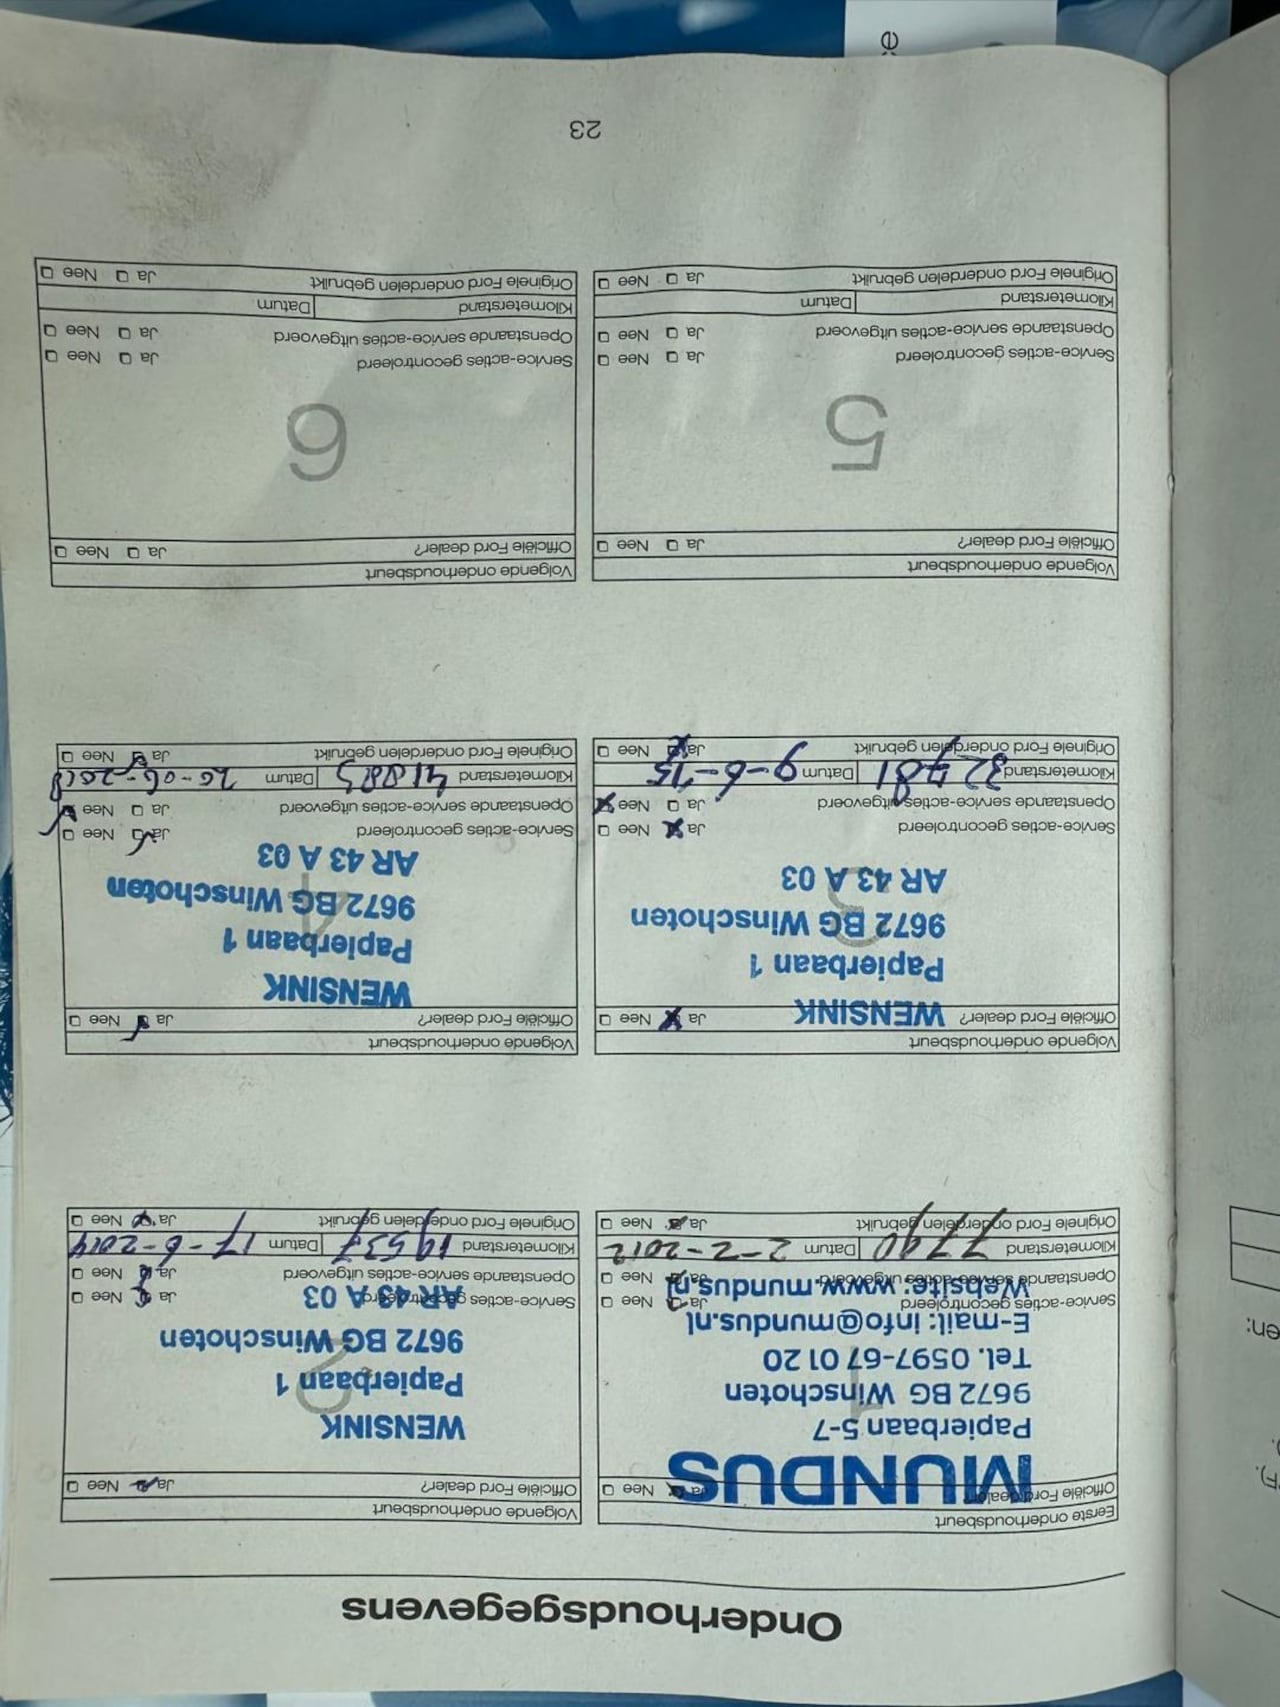 Onderhoudsgegevens
Eerste onderhoudsbeurt
Officiële Ford dealer? Ja Nee
MUNDUS
Papierbaan 5-7
9672 BG Winschoten
Tel. 0597-67 01 20
E-mail: info@mundus.nl
Website: www.mundus.nl
1
Service-acties gecontroleerd Ja Nee
Openstaande service-acties uitgevoerd Ja Nee
Kilometerstand 7790 Datum 2-2-2012
Originele Ford onderdelen gebruikt Ja Nee
Volgende onderhoudsbeurt
Officiële Ford dealer? Ja Nee
WENSINK
Papierbaan 1
9672 BG Winschoten
AR 43 A 03
2
Service-acties gecontroleerd Ja Nee
Openstaande service-acties uitgevoerd Ja Nee
Kilometerstand 19537 Datum 17-6-2014
Originele Ford onderdelen gebruikt Ja Nee
Volgende onderhoudsbeurt
Officiële Ford dealer? Ja Nee
WENSINK
Papierbaan 1
9672 BG Winschoten
AR 43 A 03
3
Service-acties gecontroleerd Ja Nee
Openstaande service-acties uitgevoerd Ja Nee
Kilometerstand 32781 Datum 9-6-15
Originele Ford onderdelen gebruikt Ja Nee
Volgende onderhoudsbeurt
Officiële Ford dealer? Ja Nee
WENSINK
Papierbaan 1
9672 BG Winschoten
AR 43 A 03
4
Service-acties gecontroleerd Ja Nee
Openstaande service-acties uitgevoerd Ja Nee
Kilometerstand Datum
Originele Ford onderdelen gebruikt Ja Nee
Volgende onderhoudsbeurt
Officiële Ford dealer? Ja Nee
5
Service-acties gecontroleerd Ja Nee
Openstaande service-acties uitgevoerd Ja Nee
Kilometerstand Datum
Originele Ford onderdelen gebruikt Ja Nee
Volgende onderhoudsbeurt
Officiële Ford dealer? Ja Nee
6
Service-acties gecontroleerd Ja Nee
Openstaande service-acties uitgevoerd Ja Nee
Kilometerstand Datum
Originele Ford onderdelen gebruikt Ja Nee
23